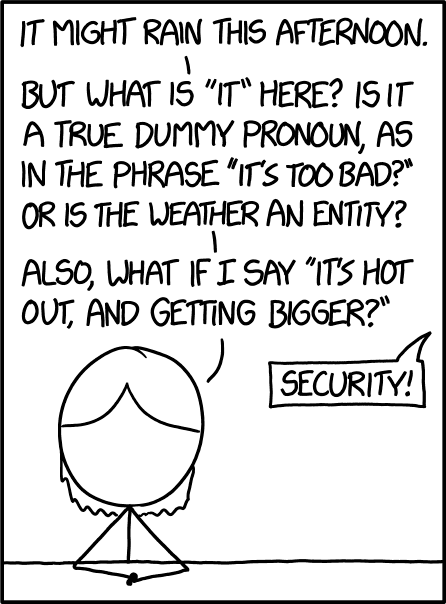 IT MIGHT RAIN THIS AFTERNOON.
BUT WHAT IS "IT" HERE? IS IT
A TRUE DUMMY PRONOUN, AS
IN THE PHRASE "IT'S TOO BAD?"
OR IS THE WEATHER AN ENTITY?
ALSO, WHAT IF I SAY "IT'S HOT
OUT, AND GETTING BIGGER?"
SECURITY!